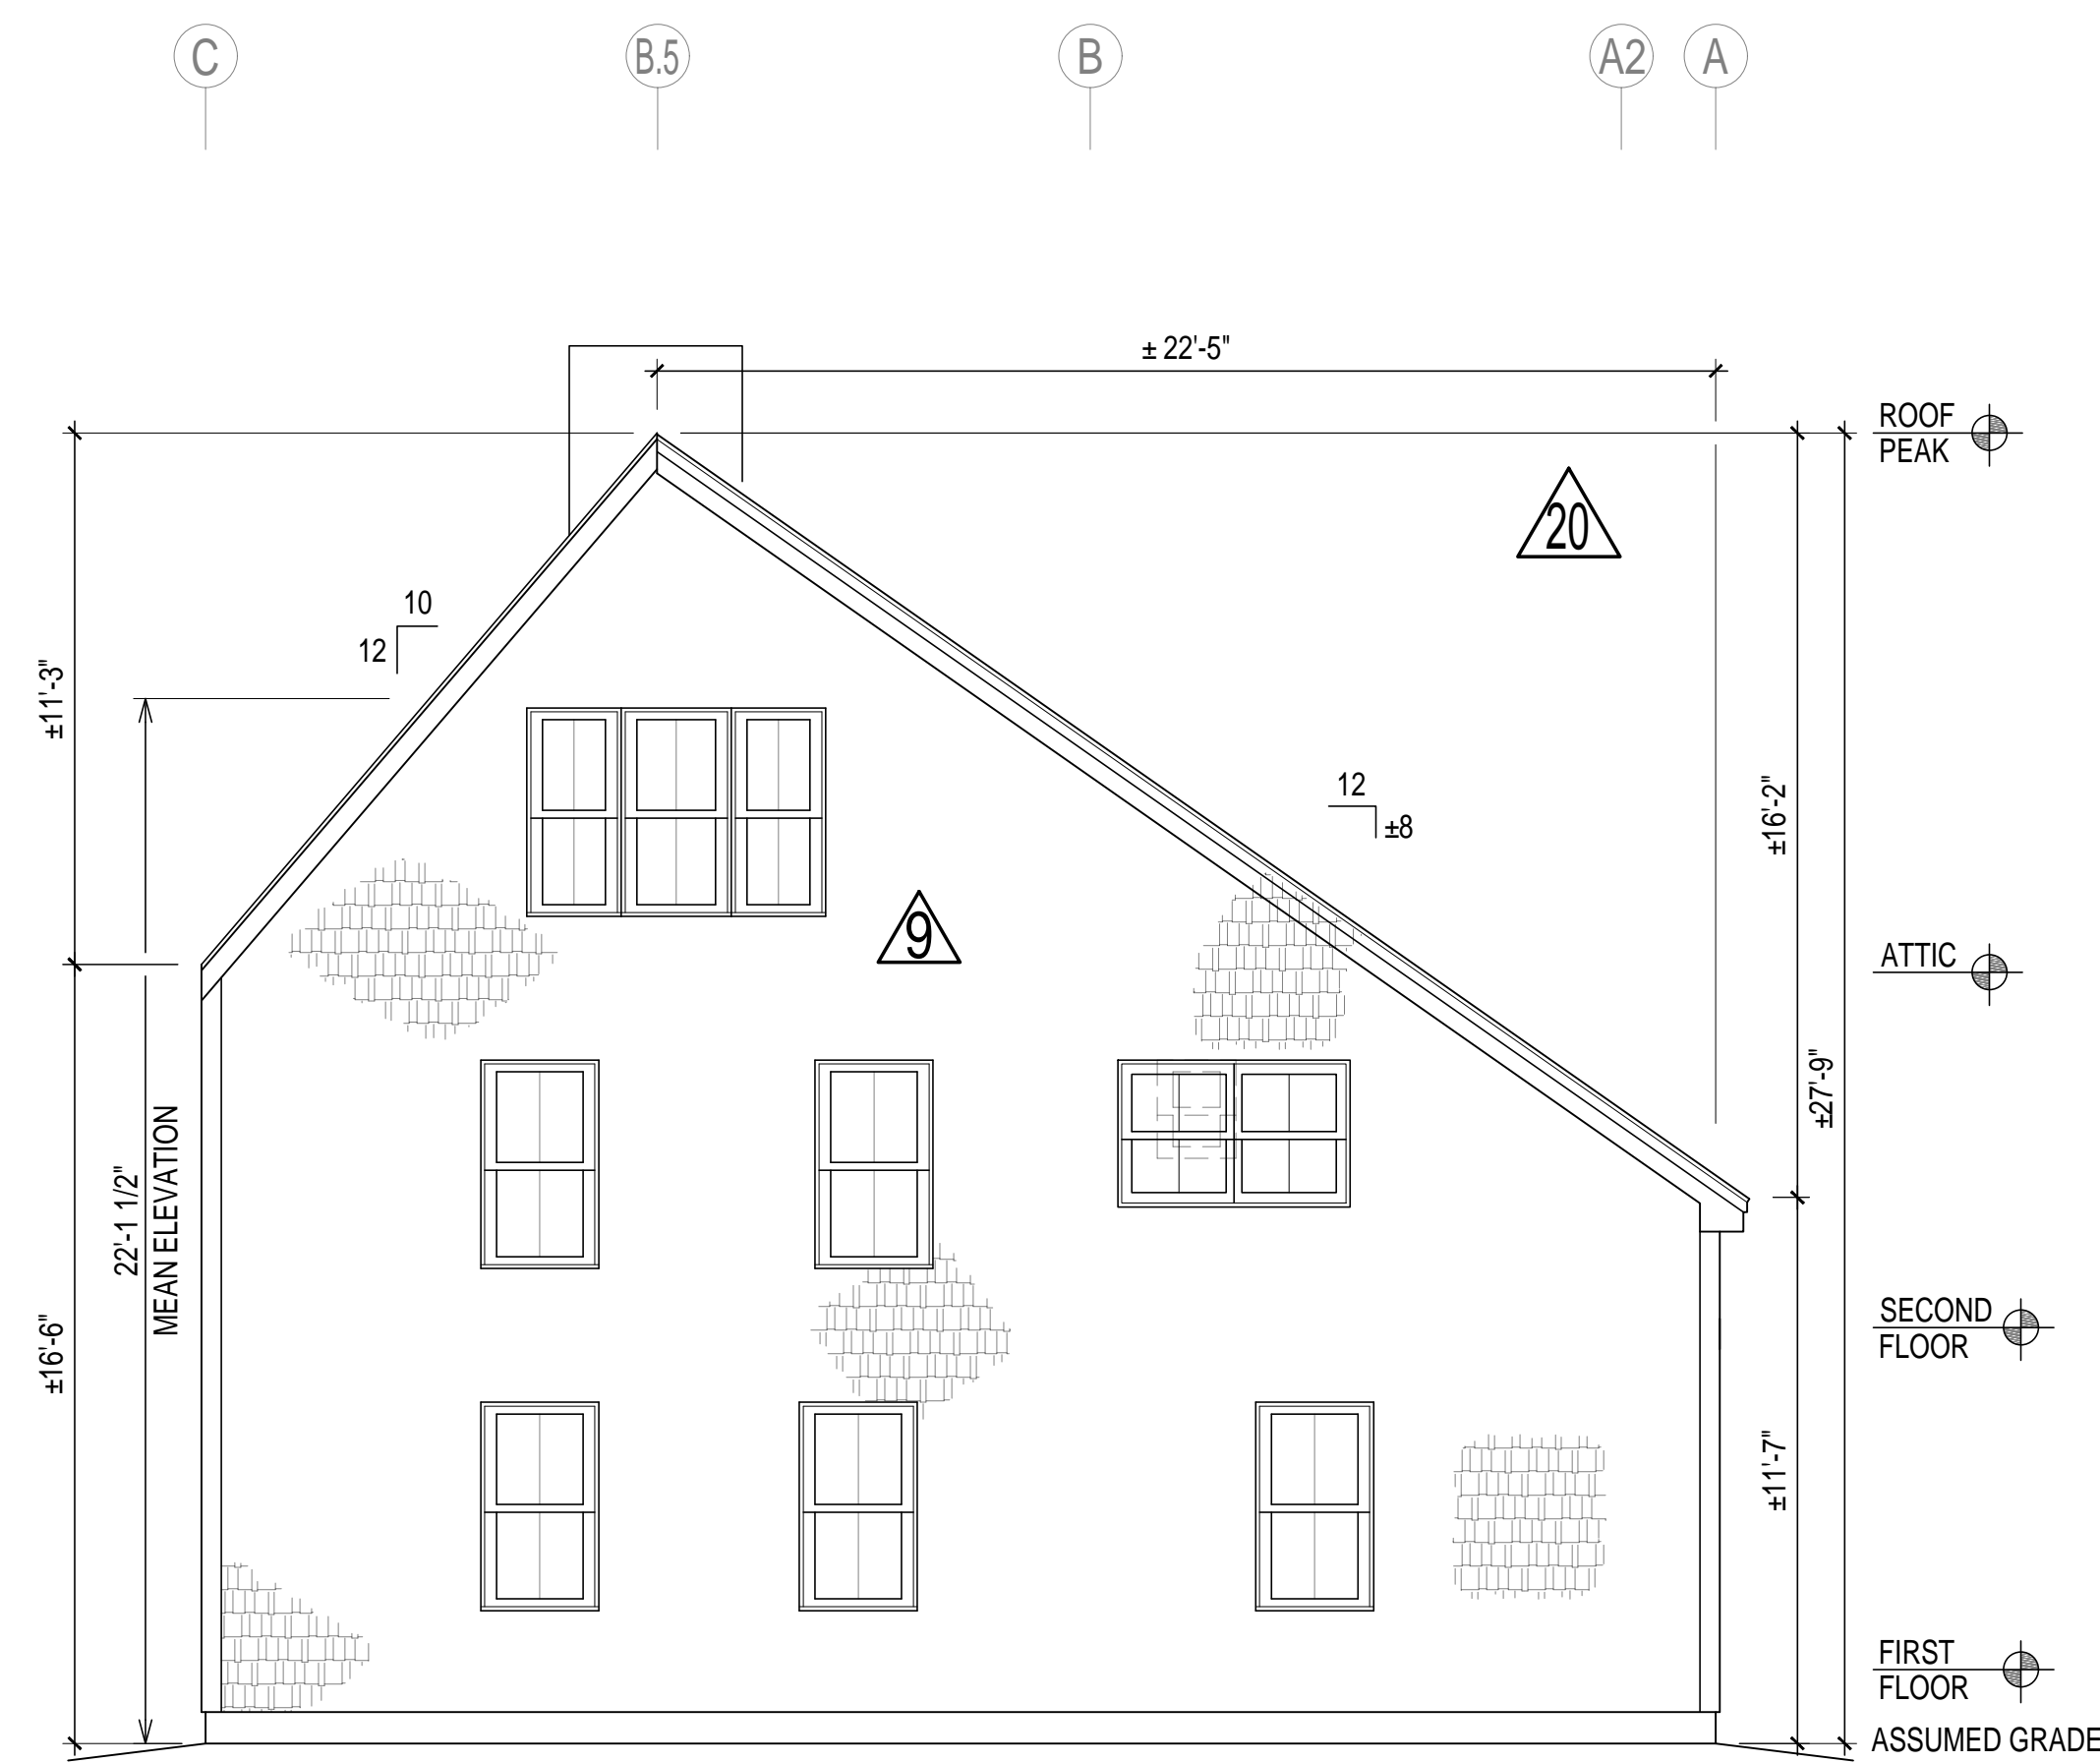 C
B.5
B
A2
A
± 22'-5"
ROOF
PEAK
20
10
12
±11'-3"
12
±8
±16'-2"
9
ATTIC
±27'-9"
22'-1 1/2"
MEAN ELEVATION
SECOND
FLOOR
±16'-6"
±11'-7"
FIRST
FLOOR
ASSUMED GRADE